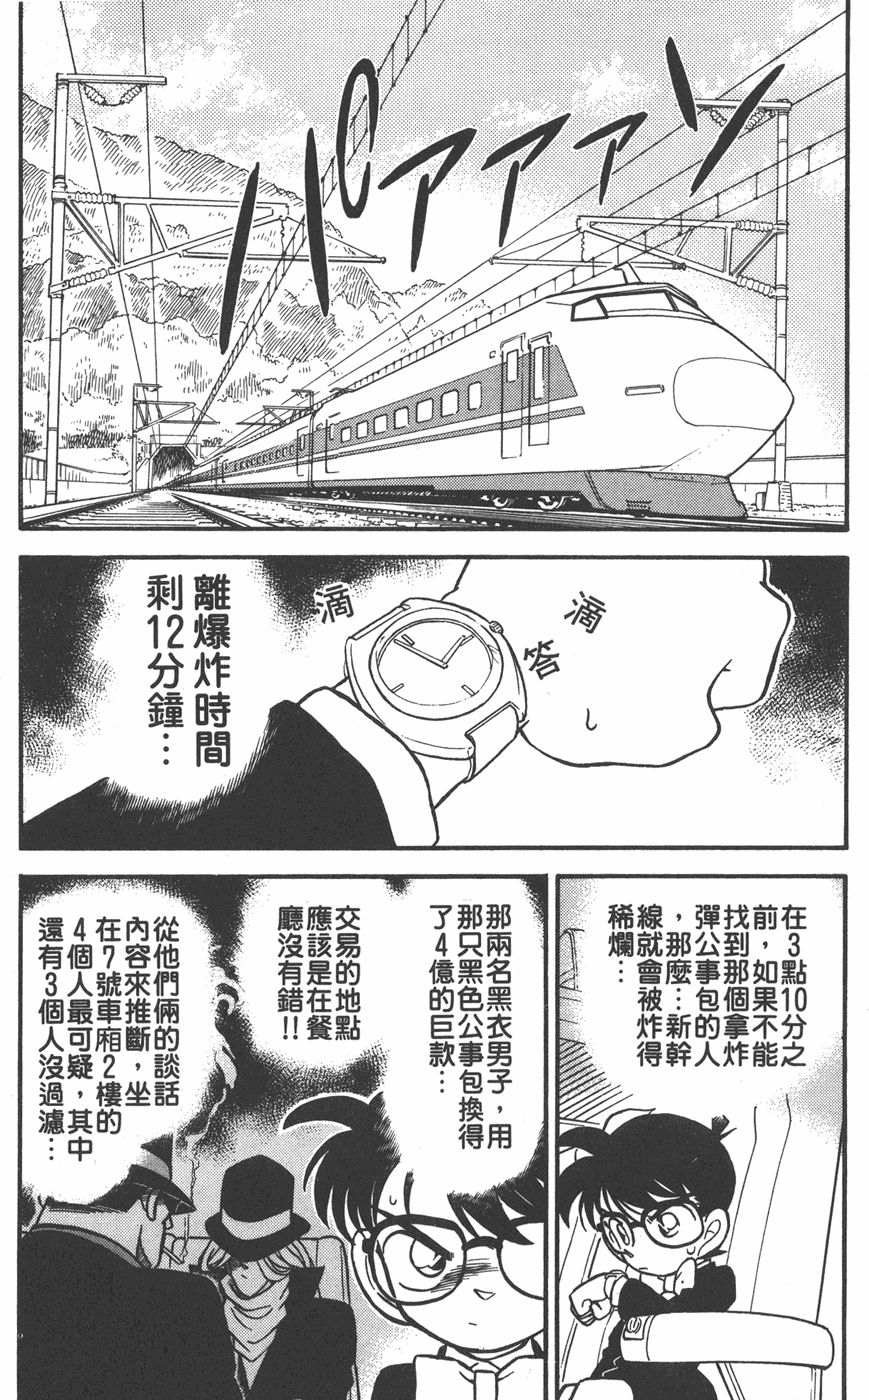 パァァァン
離爆炸時間
剩12分鐘…
滴
答
滴
在3點10分之
前，如果不能
找到那個拿炸
彈公事包的人
，那麼…新幹
線就會被炸得
稀爛…
那兩名黑衣男子，用
那只黑色公事包換得
了4億的巨款…
交易的地點
應該是在餐
廳沒有錯!!
從他們倆的談話
內容來推斷，坐
在7號車廂2樓的
4個人最可疑，其中
還有3個人沒過濾…